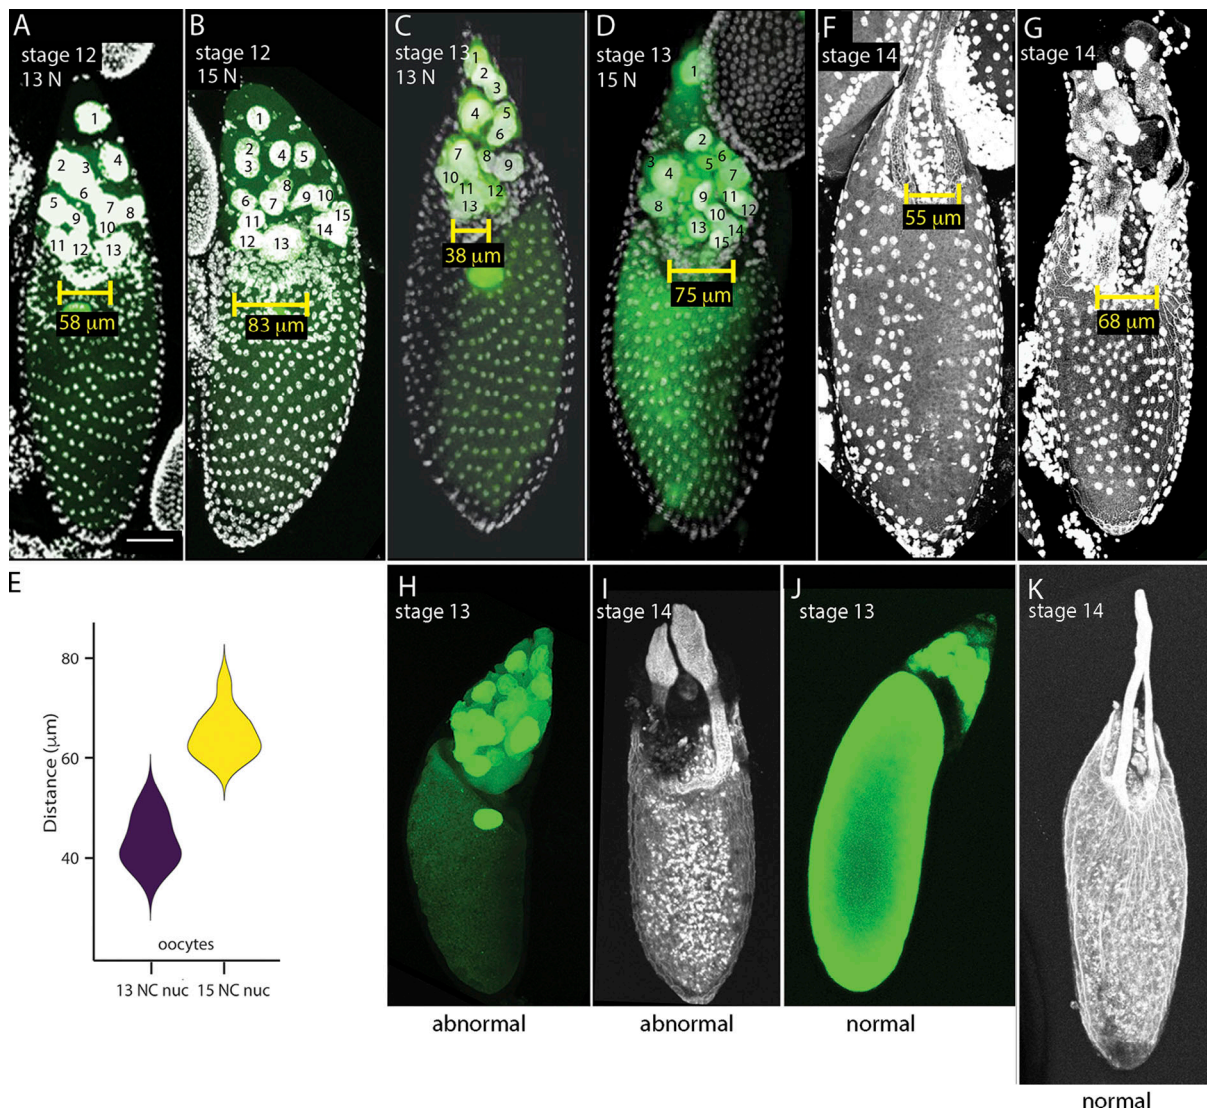 A
stage 12
13 N
1
2
3
4
6
5
7
8
9
10
11
12
13
58 μm
B
stage 12
15 N
1
2
3
4
5
8
6
7
9
10
11
15
14
12
13
83 μm
C
stage 13
13 N
1
2
3
4
5
6
7
8
9
10
11
12
13
38 μm
D
stage 13
15 N
1
2
3
5
6
4
7
8
9
11
10
12
13
14
15
75 μm
F
stage 14
55 μm
G
stage 14
68 μm
E
Distance (μm)
80
60
40
oocytes
13 NC nuc 15 NC nuc
H
stage 13
abnormal
I
stage 14
abnormal
J
stage 13
normal
K
stage 14
normal